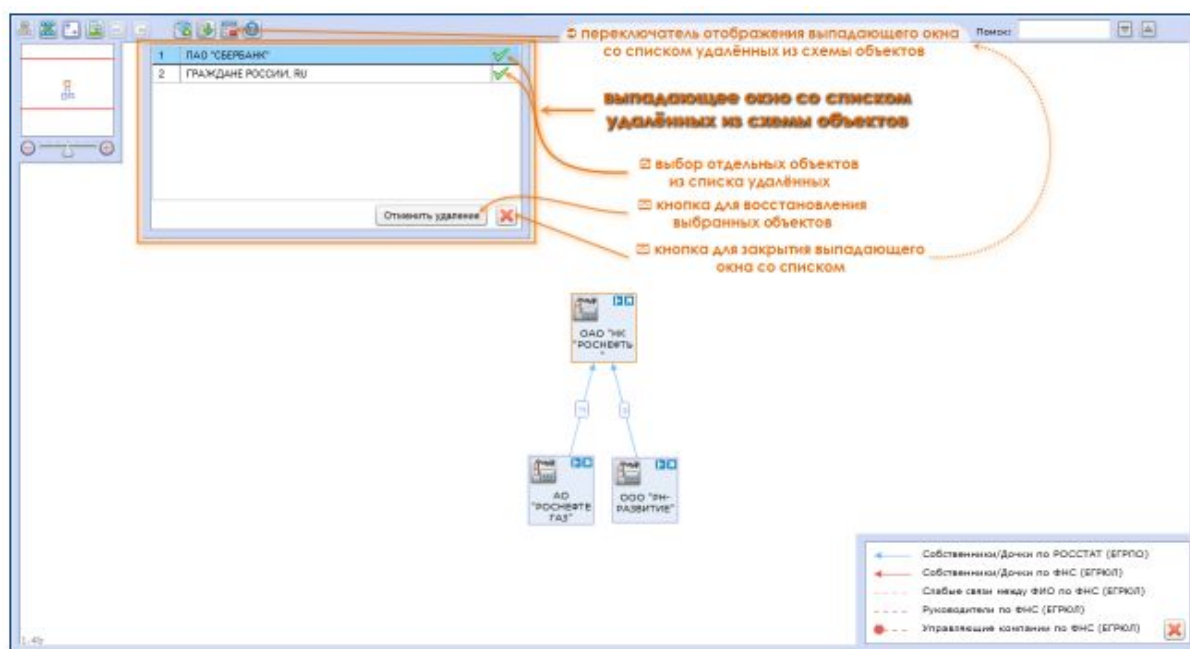 переключатель отображения выпадающего окна
со списком удалённых из схемы объектов
Поиск:
1 ПАО "СБЕРБАНК"
2 ГРАЖДАНЕ РОССИИ, RU
выпадающее окно со списком
удалённых из схемы объектов
выбор отдельных объектов
из списка удалённых
Отменить удаление
кнопка для восстановления
выбранных объектов
кнопка для закрытия выпадающего
окна со списком
ОАО "НК
"РОСНЕФТЬ
"
АО
"РОСНЕФТЕ
ГАЗ"
ООО "РН-
РАЗВИТИЕ"
Собственники/Дочки по РОССТАТ (ЕГРПО)
Собственники/Дочки по ФНС (ЕГРЮЛ)
Слабые связи между ФИО по ФНС (ЕГРЮЛ)
Руководители по ФНС (ЕГРЮЛ)
Управляющие компании по ФНС (ЕГРЮЛ)